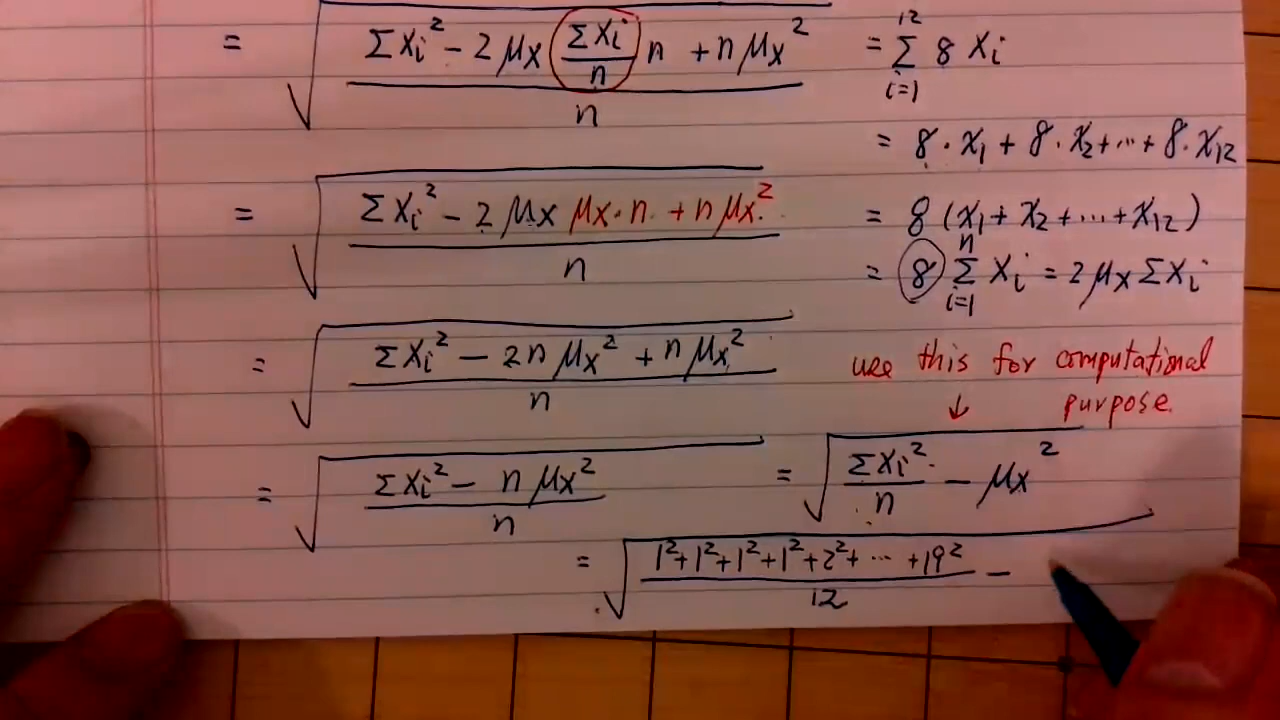 = √((Σxi² - 2μx (Σxi/n) n + nμx²)/n) = Σ_{i=1}^{12} 8 xi
= 8·x1 + 8·x2 + ... + 8·x12
= √((Σxi² - 2μx μx·n + nμx²)/n) = 8(x1 + x2 + ... + x12)
= 8 Σ_{i=1}^{n} xi = 2μx Σxi
= √((Σxi² - 2nμx² + nμx²)/n)
use this for computational
↓ purpose.
= √((Σxi² - nμx²)/n) = √(Σxi²/n - μx²)
= √((1²+1²+1²+1²+2²+...+19²)/12 -